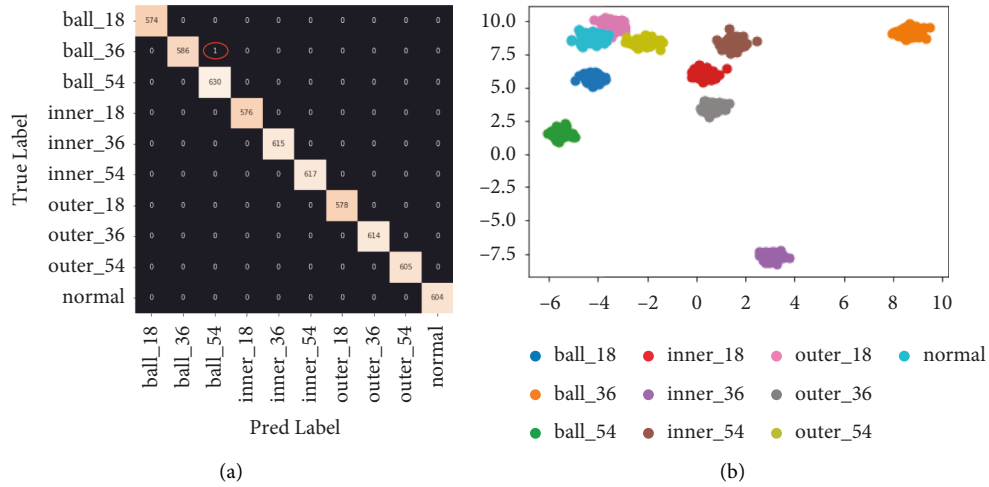 True Label
ball_18 574 0 0 0 0 0 0 0 0 0
ball_36 0 586 1 0 0 0 0 0 0 0
ball_54 0 0 630 0 0 0 0 0 0 0
inner_18 0 0 0 576 0 0 0 0 0 0
inner_36 0 0 0 0 615 0 0 0 0 0
inner_54 0 0 0 0 0 617 0 0 0 0
outer_18 0 0 0 0 0 0 578 0 0 0
outer_36 0 0 0 0 0 0 0 614 0 0
outer_54 0 0 0 0 0 0 0 0 605 0
normal 0 0 0 0 0 0 0 0 0 604
ball_18 ball_36 ball_54 inner_18 inner_36 inner_54 outer_18 outer_36 outer_54 normal
Pred Label
(a)
10.0
7.5
5.0
2.5
0.0
−2.5
−5.0
−7.5
−6 −4 −2 0 2 4 6 8 10
ball_18 inner_18 outer_18 normal
ball_36 inner_36 outer_36
ball_54 inner_54 outer_54
(b)